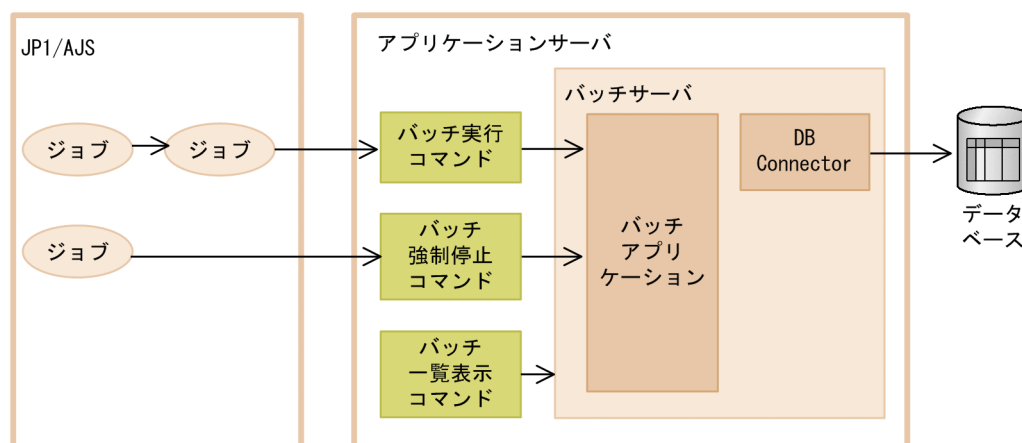 JP1/AJS
アプリケーションサーバ
バッチサーバ
ジョブ
ジョブ
バッチ実行
コマンド
DB
Connector
バッチ
アプリ
ケーション
データ
ベース
ジョブ
バッチ
強制停止
コマンド
バッチ
一覧表示
コマンド